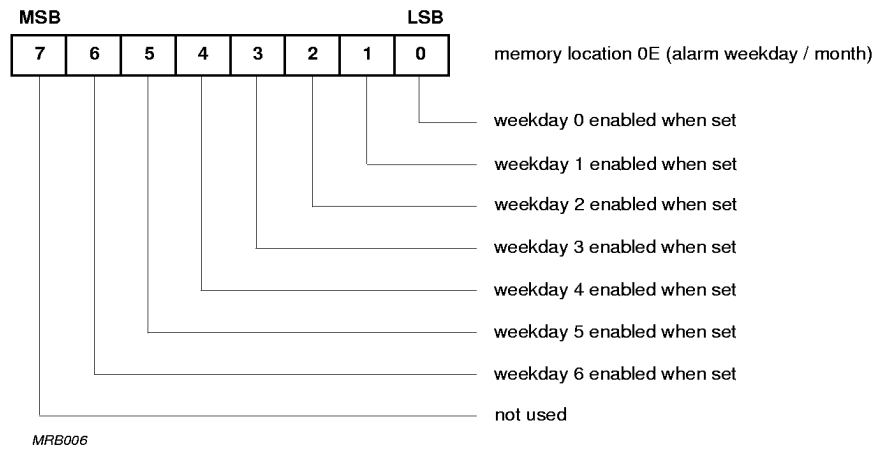 MSB LSB
7 6 5 4 3 2 1 0 memory location 0E (alarm weekday / month)
weekday 0 enabled when set
weekday 1 enabled when set
weekday 2 enabled when set
weekday 3 enabled when set
weekday 4 enabled when set
weekday 5 enabled when set
weekday 6 enabled when set
not used
MRB006